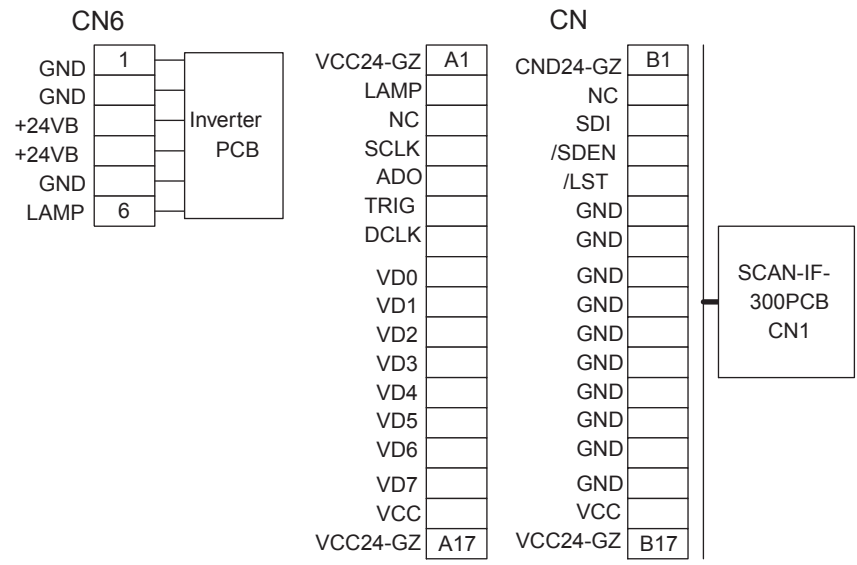 CN6
GND 1
GND
+24VB
+24VB
GND
LAMP 6
Inverter
PCB
CN
VCC24-GZ A1
LAMP
NC
SCLK
ADO
TRIG
DCLK
VD0
VD1
VD2
VD3
VD4
VD5
VD6
VD7
VCC
VCC24-GZ A17
CND24-GZ B1
NC
SDI
/SDEN
/LST
GND
GND
GND
GND
GND
GND
GND
GND
GND
GND
VCC
VCC24-GZ B17
SCAN-IF-
300PCB
CN1